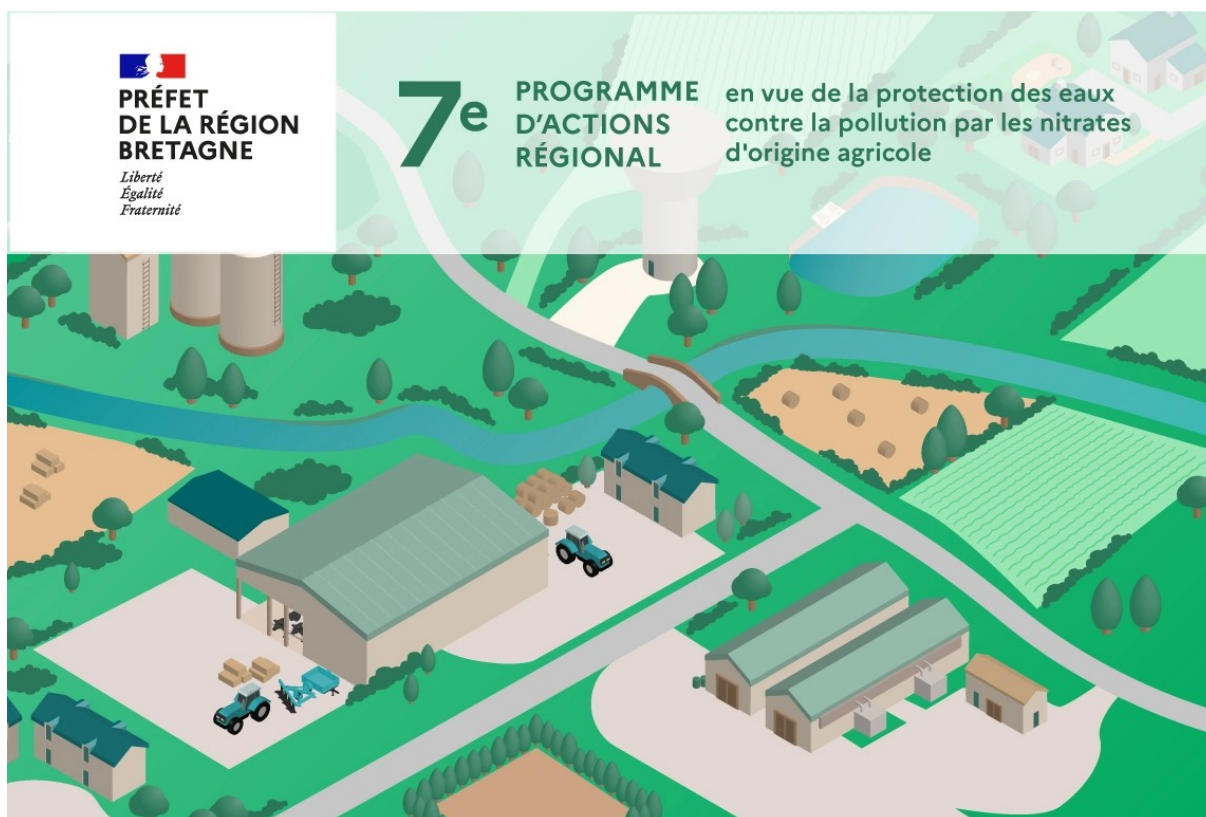 PRÉFET
DE LA RÉGION
BRETAGNE
Liberté
Égalité
Fraternité
7e
PROGRAMME
D'ACTIONS
RÉGIONAL
en vue de la protection des eaux
contre la pollution par les nitrates
d'origine agricole